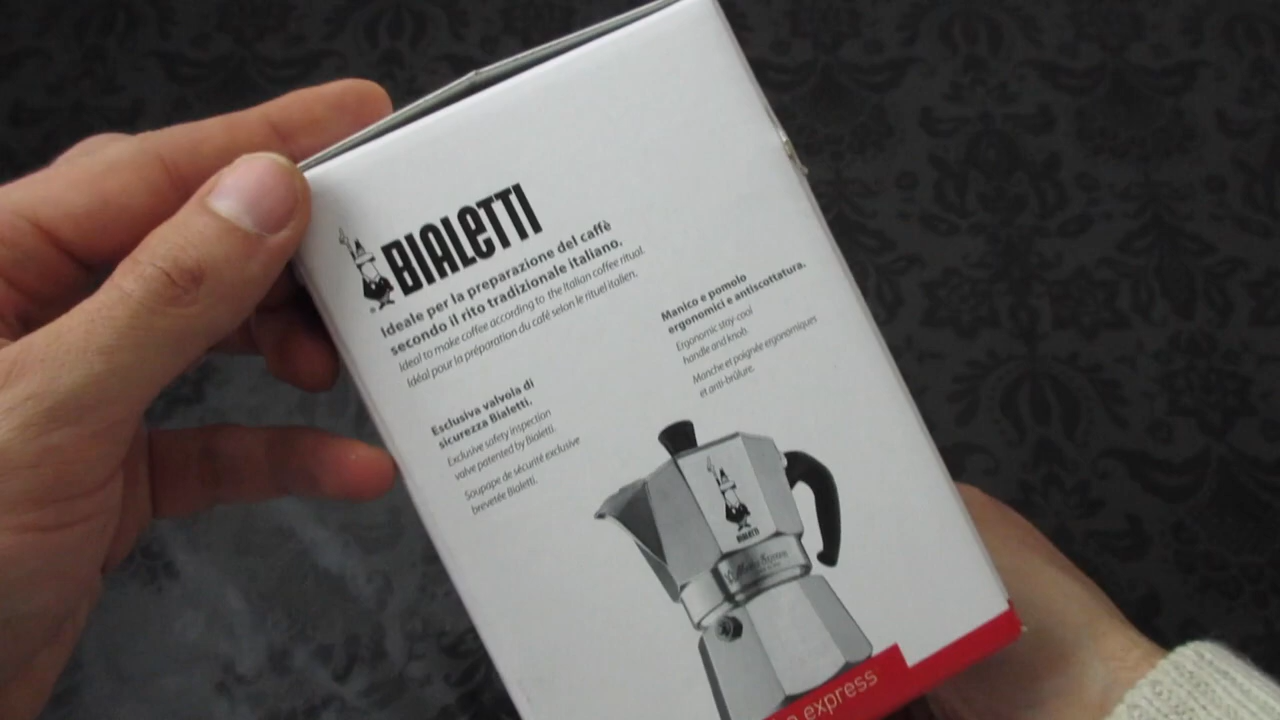 BIALETTI
Ideale per la preparazione del caffè
secondo il rito tradizionale italiano.
Ideal to make coffee according to the Italian coffee ritual.
Idéal pour la préparation du café selon le rituel italien.
Manico e pomolo
ergonomici e antiscottatura.
Ergonomic stay-cool
handle and knob.
Manche et poignée ergonomiques
et anti-brûlure.
Esclusiva valvola di
sicurezza Bialetti.
Exclusive safety inspection
valve patented by Bialetti.
Soupape de sécurité exclusive
brevetée Bialetti.
BIALETTI
Moka Express
express